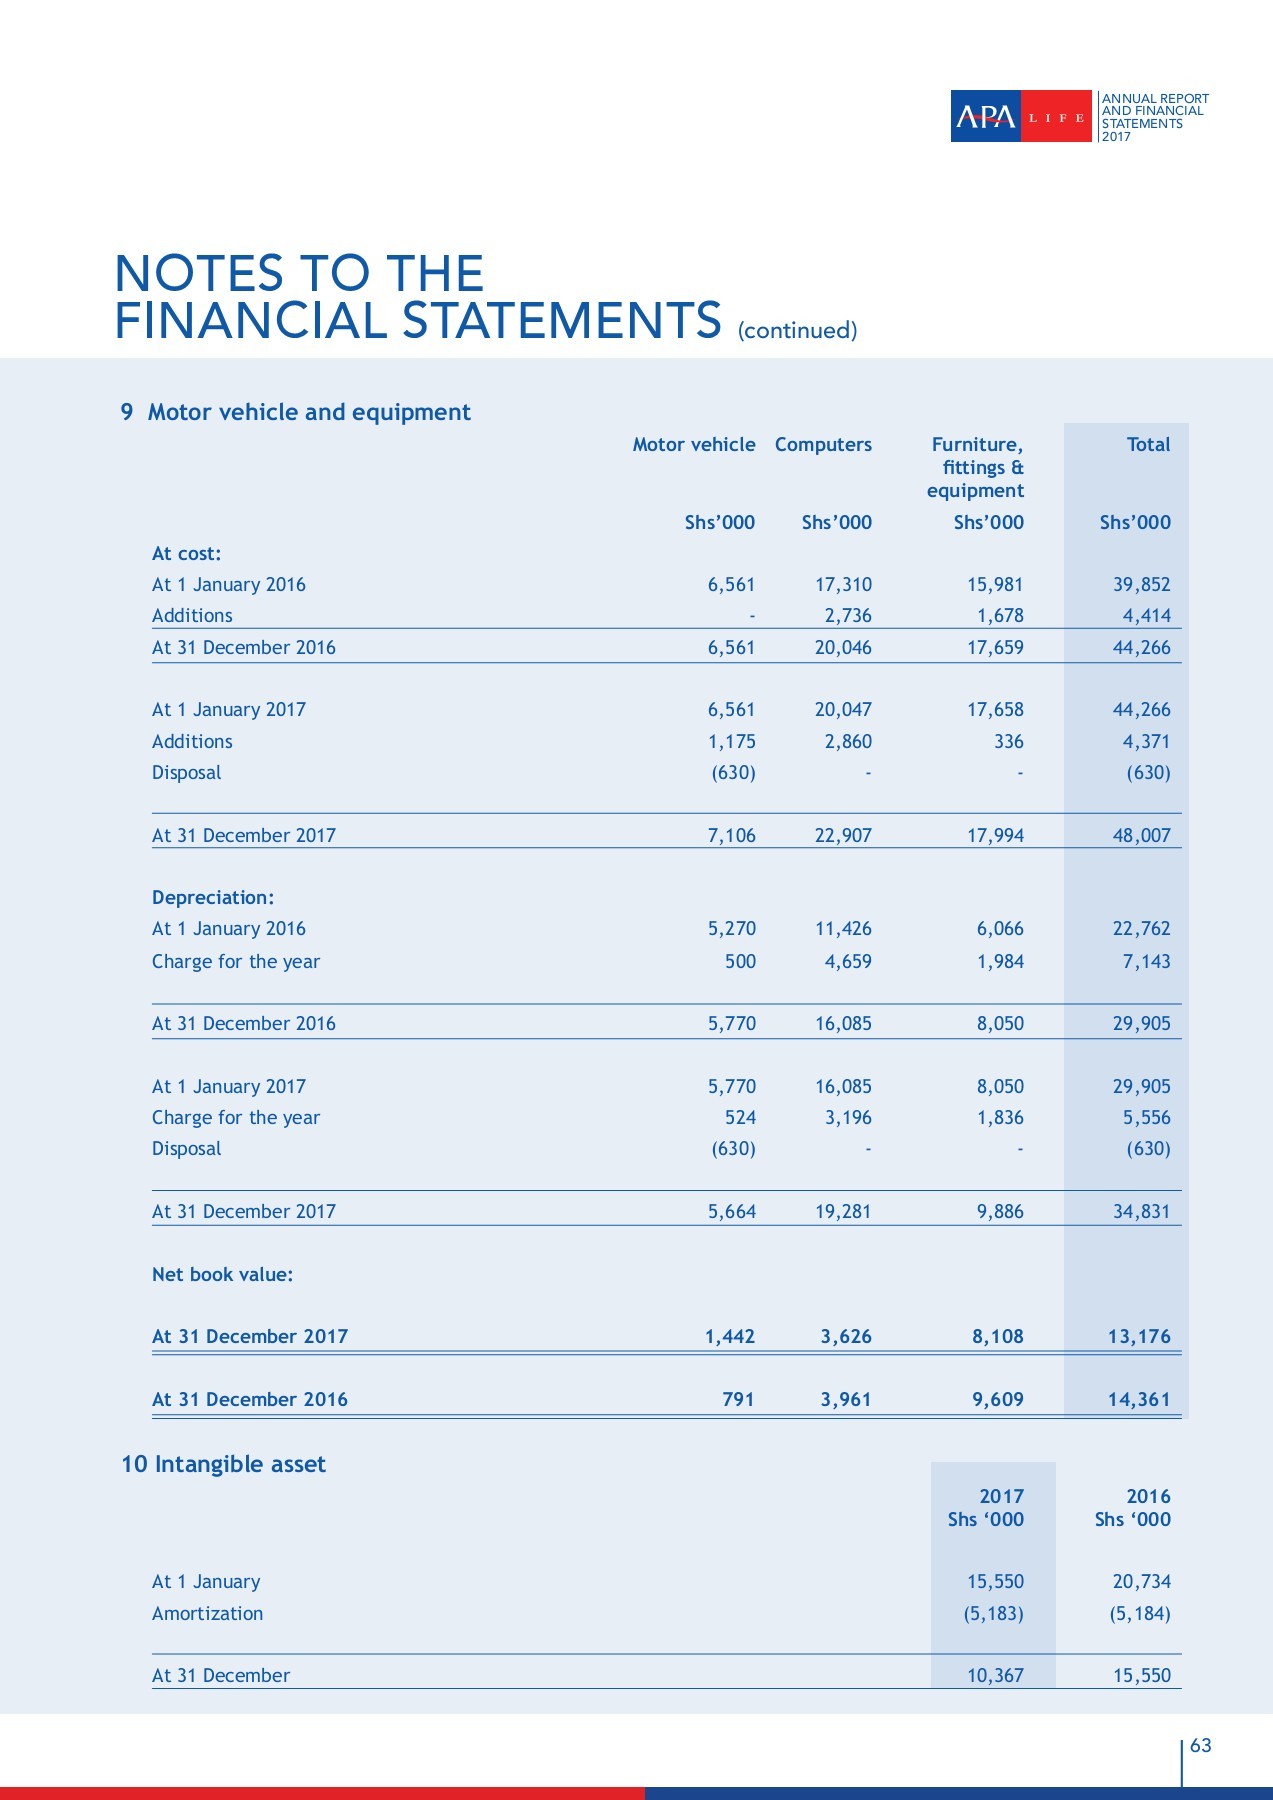 APA LIFE
ANNUAL REPORT
AND FINANCIAL
STATEMENTS
2017
NOTES TO THE
FINANCIAL STATEMENTS (continued)
9 Motor vehicle and equipment
Motor vehicle Computers Furniture, Total
fittings &
equipment
Shs’000 Shs’000 Shs’000 Shs’000
At cost:
At 1 January 2016 6,561 17,310 15,981 39,852
Additions - 2,736 1,678 4,414
At 31 December 2016 6,561 20,046 17,659 44,266
At 1 January 2017 6,561 20,047 17,658 44,266
Additions 1,175 2,860 336 4,371
Disposal (630) - - (630)
At 31 December 2017 7,106 22,907 17,994 48,007
Depreciation:
At 1 January 2016 5,270 11,426 6,066 22,762
Charge for the year 500 4,659 1,984 7,143
At 31 December 2016 5,770 16,085 8,050 29,905
At 1 January 2017 5,770 16,085 8,050 29,905
Charge for the year 524 3,196 1,836 5,556
Disposal (630) - - (630)
At 31 December 2017 5,664 19,281 9,886 34,831
Net book value:
At 31 December 2017 1,442 3,626 8,108 13,176
At 31 December 2016 791 3,961 9,609 14,361
10 Intangible asset
2017 2016
Shs ‘000 Shs ‘000
At 1 January 15,550 20,734
Amortization (5,183) (5,184)
At 31 December 10,367 15,550
63